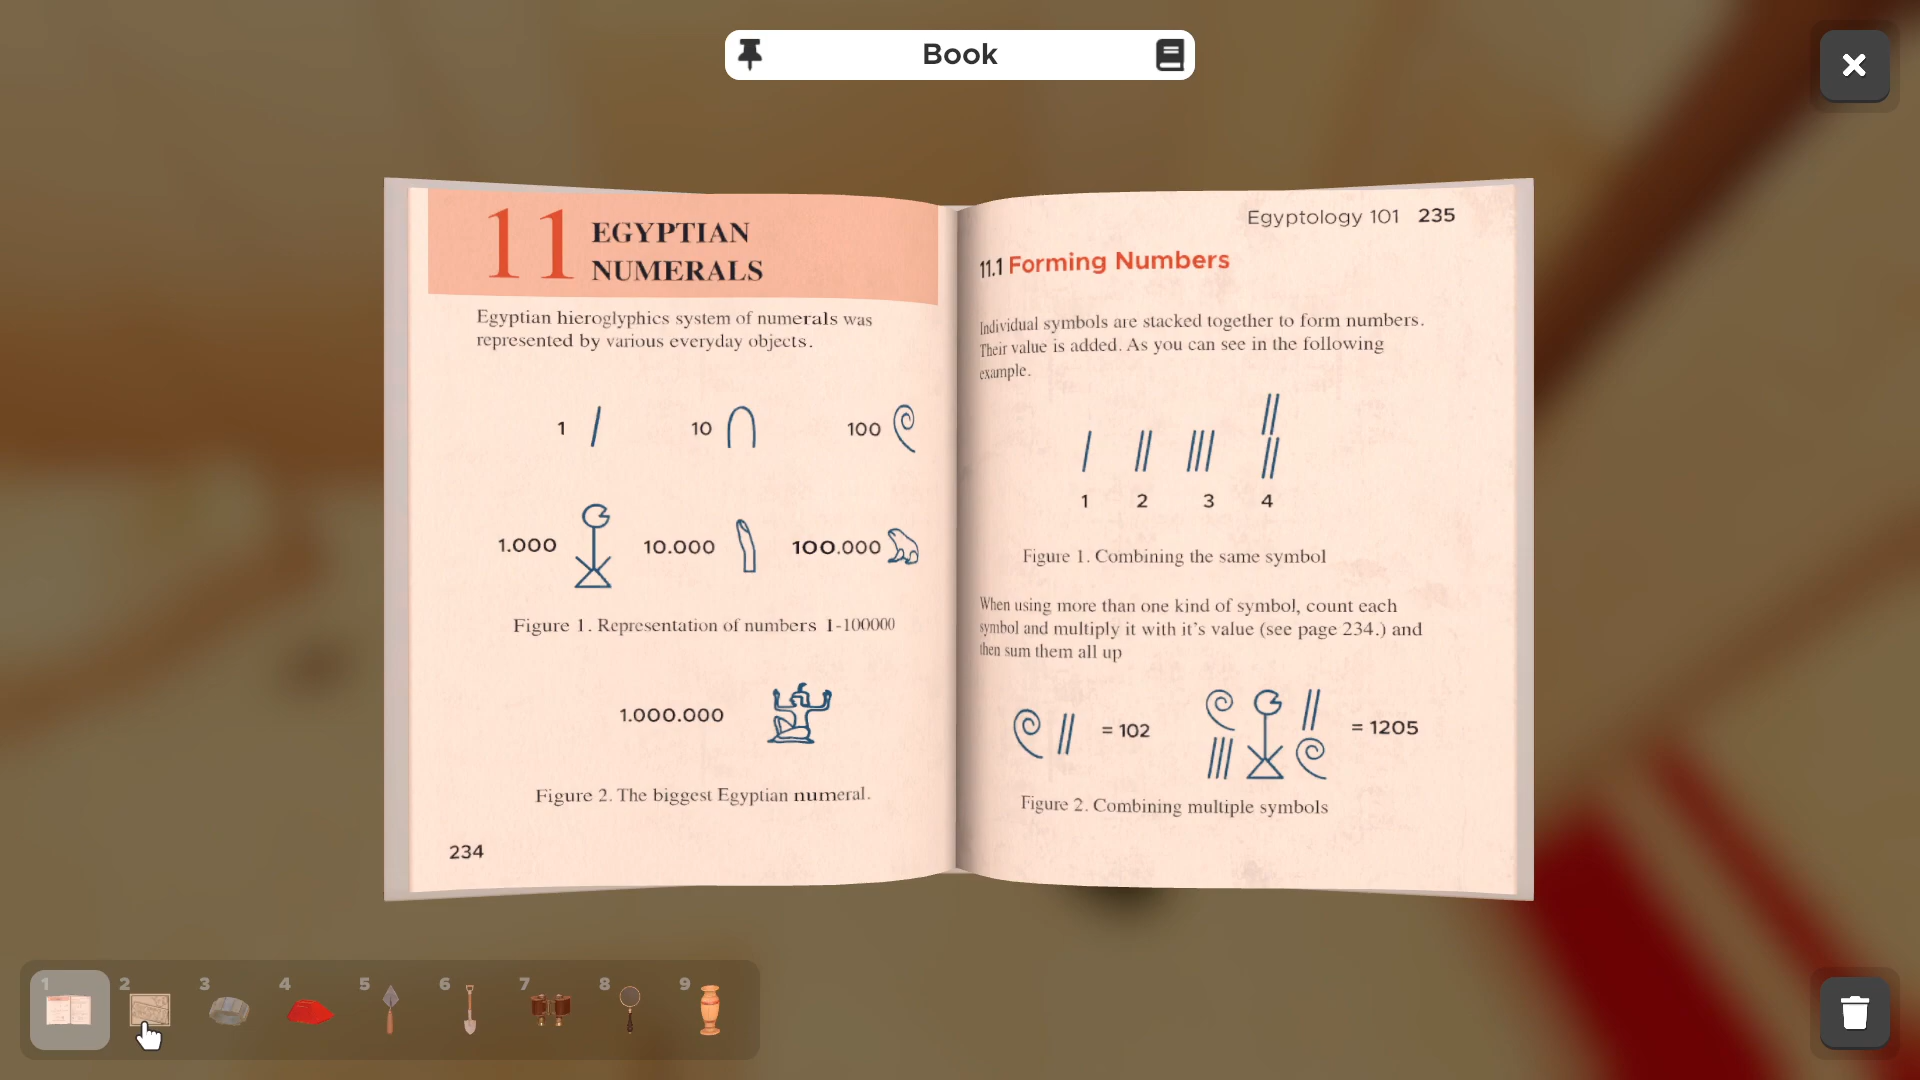 Book
11 EGYPTIAN
NUMERALS
Egyptian hieroglyphics system of numerals was
represented by various everyday objects.
1
10
100
1.000
10.000
100.000
Figure 1. Representation of numbers 1-100000
1.000.000
Figure 2. The biggest Egyptian numeral.
234
Egyptology 101 235
11.1 Forming Numbers
Individual symbols are stacked together to form numbers.
Their value is added. As you can see in the following
example.
1 2 3 4
Figure 1. Combining the same symbol
When using more than one kind of symbol, count each
symbol and multiply it with it's value (see page 234.) and
then sum them all up
= 102
= 1205
Figure 2. Combining multiple symbols
1 2 3 4 5 6 7 8 9